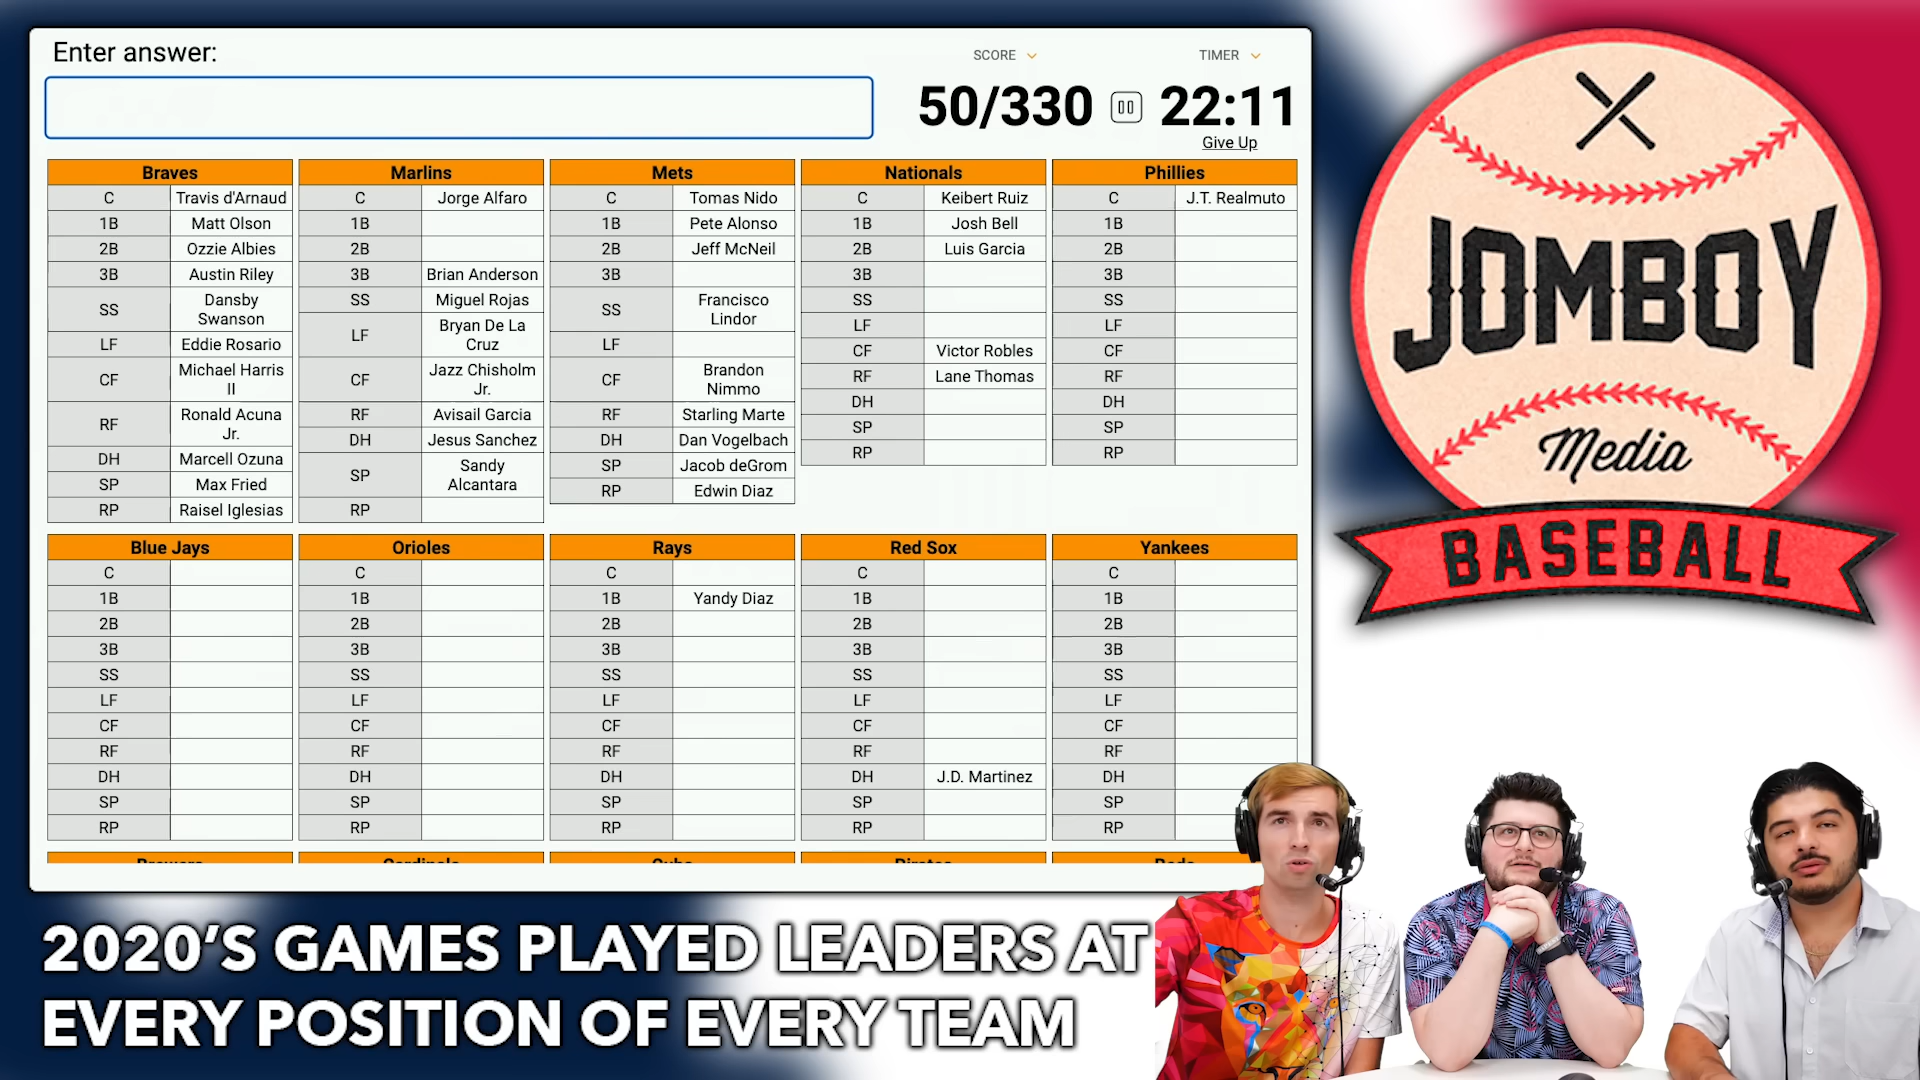 Enter answer:
SCORE
TIMER
50/330
22:11
Give Up
Braves
C Travis d'Arnaud
1B Matt Olson
2B Ozzie Albies
3B Austin Riley
SS Dansby Swanson
LF Eddie Rosario
CF Michael Harris II
RF Ronald Acuna Jr.
DH Marcell Ozuna
SP Max Fried
RP Raisel Iglesias
Marlins
C Jorge Alfaro
1B
2B
3B Brian Anderson
SS Miguel Rojas
LF Bryan De La Cruz
CF Jazz Chisholm Jr.
RF Avisail Garcia
DH Jesus Sanchez
SP Sandy Alcantara
RP
Mets
C Tomas Nido
1B Pete Alonso
2B Jeff McNeil
3B
SS Francisco Lindor
LF
CF Brandon Nimmo
RF Starling Marte
DH Dan Vogelbach
SP Jacob deGrom
RP Edwin Diaz
Nationals
C Keibert Ruiz
1B Josh Bell
2B Luis Garcia
3B
SS
LF
CF Victor Robles
RF Lane Thomas
DH
SP
RP
Phillies
C J.T. Realmuto
1B
2B
3B
SS
LF
CF
RF
DH
SP
RP
Blue Jays
C
1B
2B
3B
SS
LF
CF
RF
DH
SP
RP
Orioles
C
1B
2B
3B
SS
LF
CF
RF
DH
SP
RP
Rays
C
1B Yandy Diaz
2B
3B
SS
LF
CF
RF
DH
SP
RP
Red Sox
C
1B
2B
3B
SS
LF
CF
RF
DH J.D. Martinez
SP
RP
Yankees
C
1B
2B
3B
SS
LF
CF
RF
DH
SP
RP
JOMBOY
Media
BASEBALL
2020'S GAMES PLAYED LEADERS AT
EVERY POSITION OF EVERY TEAM